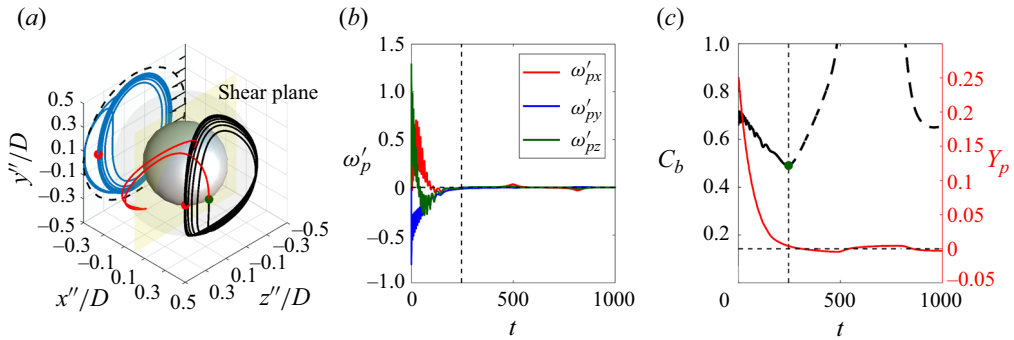 (a)
Shear plane
0.5
0.3
0.1
−0.1
−0.3
−0.5
y″/D
−0.5
−0.3
−0.1
0.1
0.3
0.5
x″/D
−0.5
−0.3
−0.1
0.1
0.3
z″/D
(b)
1.5
1.0
0.5
0
−0.5
−1.0
ω′p
ω′px
ω′py
ω′pz
0
500
1000
t
(c)
1.0
0.8
0.6
0.4
0.2
Cb
0.25
0.20
0.15
0.10
0.05
0
−0.05
Yp
0
500
1000
t